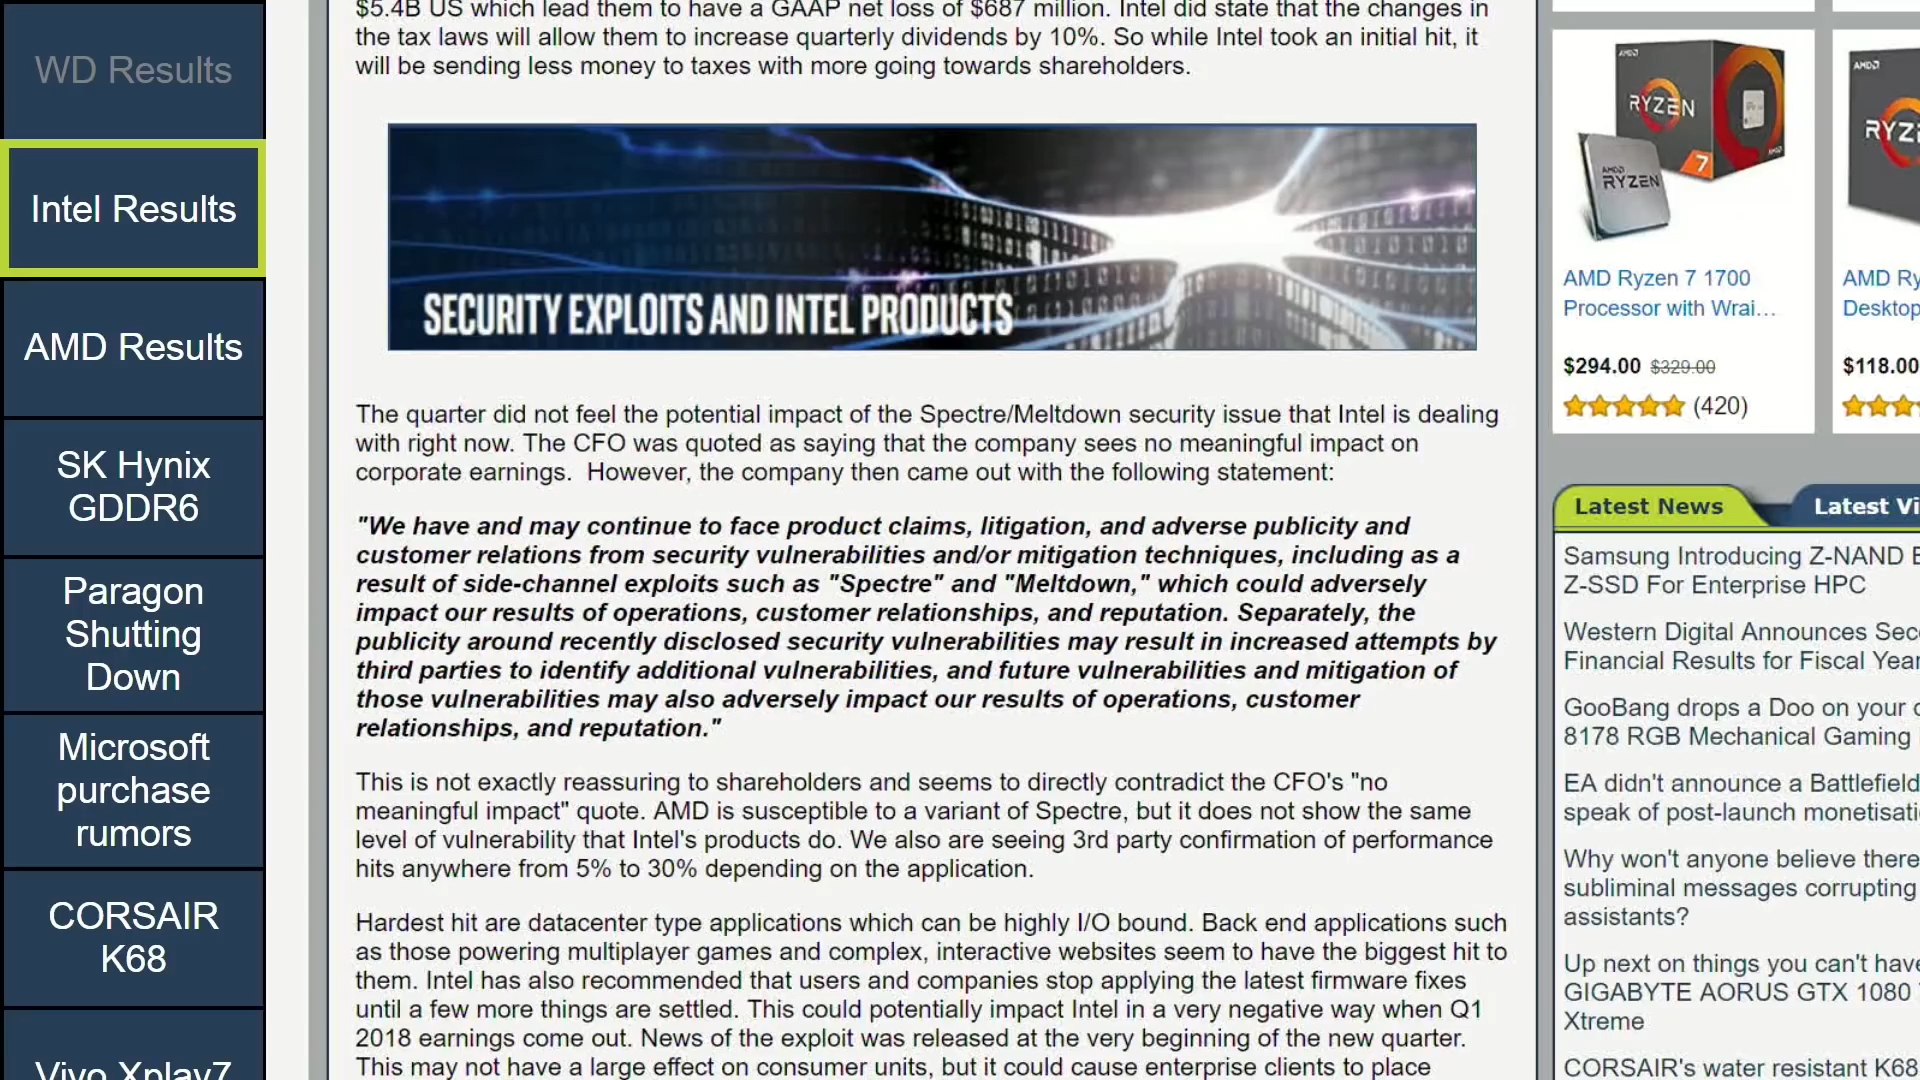 WD Results
Intel Results
AMD Results
SK Hynix
GDDR6
Paragon
Shutting
Down
Microsoft
purchase
rumors
CORSAIR
K68
Vivo Xplay7
$5.4B US which lead them to have a GAAP net loss of $687 million. Intel did state that the changes in
the tax laws will allow them to increase quarterly dividends by 10%. So while Intel took an initial hit, it
will be sending less money to taxes with more going towards shareholders.
SECURITY EXPLOITS AND INTEL PRODUCTS
The quarter did not feel the potential impact of the Spectre/Meltdown security issue that Intel is dealing
with right now. The CFO was quoted as saying that the company sees no meaningful impact on
corporate earnings.  However, the company then came out with the following statement:
"We have and may continue to face product claims, litigation, and adverse publicity and
customer relations from security vulnerabilities and/or mitigation techniques, including as a
result of side-channel exploits such as "Spectre" and "Meltdown," which could adversely
impact our results of operations, customer relationships, and reputation. Separately, the
publicity around recently disclosed security vulnerabilities may result in increased attempts by
third parties to identify additional vulnerabilities, and future vulnerabilities and mitigation of
those vulnerabilities may also adversely impact our results of operations, customer
relationships, and reputation."
This is not exactly reassuring to shareholders and seems to directly contradict the CFO's "no
meaningful impact" quote. AMD is susceptible to a variant of Spectre, but it does not show the same
level of vulnerability that Intel's products do. We also are seeing 3rd party confirmation of performance
hits anywhere from 5% to 30% depending on the application.
Hardest hit are datacenter type applications which can be highly I/O bound. Back end applications such
as those powering multiplayer games and complex, interactive websites seem to have the biggest hit to
them. Intel has also recommended that users and companies stop applying the latest firmware fixes
until a few more things are settled. This could potentially impact Intel in a very negative way when Q1
2018 earnings come out. News of the exploit was released at the very beginning of the new quarter.
This may not have a large effect on consumer units, but it could cause enterprise clients to place
AMD
RYZEN
7
AMD
AMD
RYZEN
AMD Ryzen 7 1700
Processor with Wrai...
$294.00 $329.00
(420)
AMD
RYZE
AMD Ry
Desktop
$118.00
Latest News
Latest Vi
Samsung Introducing Z-NAND
Z-SSD For Enterprise HPC
Western Digital Announces Sec
Financial Results for Fiscal Year
GooBang drops a Doo on your
8178 RGB Mechanical Gaming
EA didn't announce a Battlefield
speak of post-launch monetisati
Why won't anyone believe there
subliminal messages corrupting
assistants?
Up next on things you can't have
GIGABYTE AORUS GTX 1080
Xtreme
CORSAIR's water resistant K68